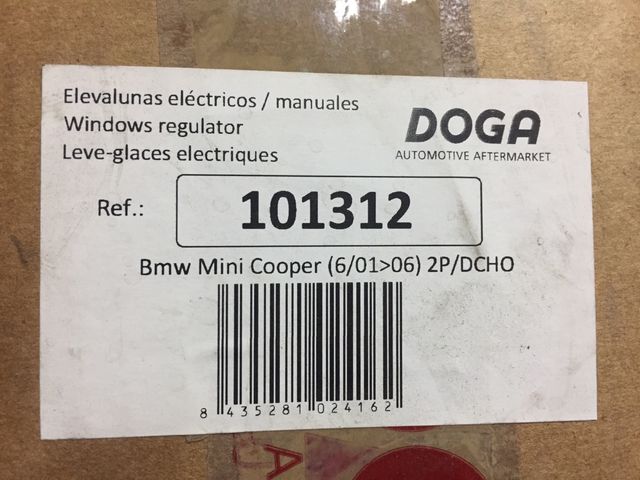 Elevalunas eléctricos / manuales
Windows regulator
Leve-glaces electriques
DOGA
AUTOMOTIVE AFTERMARKET
Ref.: 101312
Bmw Mini Cooper (6/01>06) 2P/DCHO
8 435281 024162
A